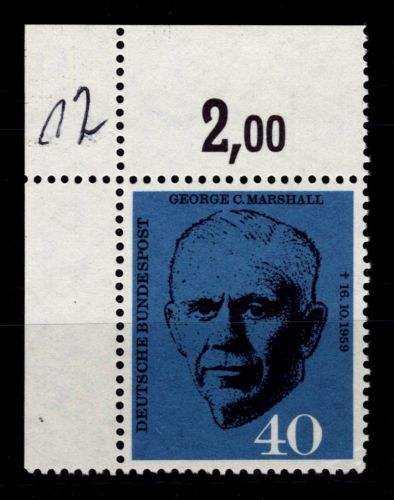 12
2,00
GEORGE C. MARSHALL
DEUTSCHE BUNDESPOST
† 16.10.1959
40